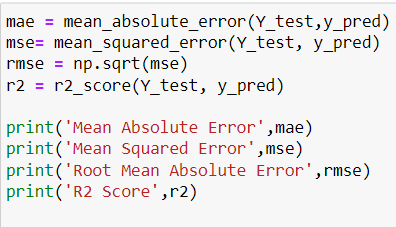 mae = mean_absolute_error(Y_test,y_pred)
mse= mean_squared_error(Y_test, y_pred)
rmse = np.sqrt(mse)
r2 = r2_score(Y_test, y_pred)
print('Mean Absolute Error',mae)
print('Mean Squared Error',mse)
print('Root Mean Absolute Error',rmse)
print('R2 Score',r2)